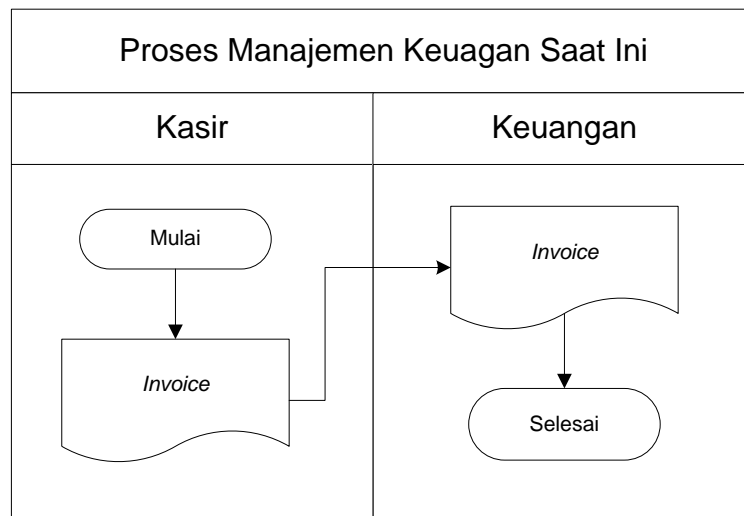 Proses Manajemen Keuagan Saat Ini
Kasir
Keuangan
Mulai
Invoice
Invoice
Selesai